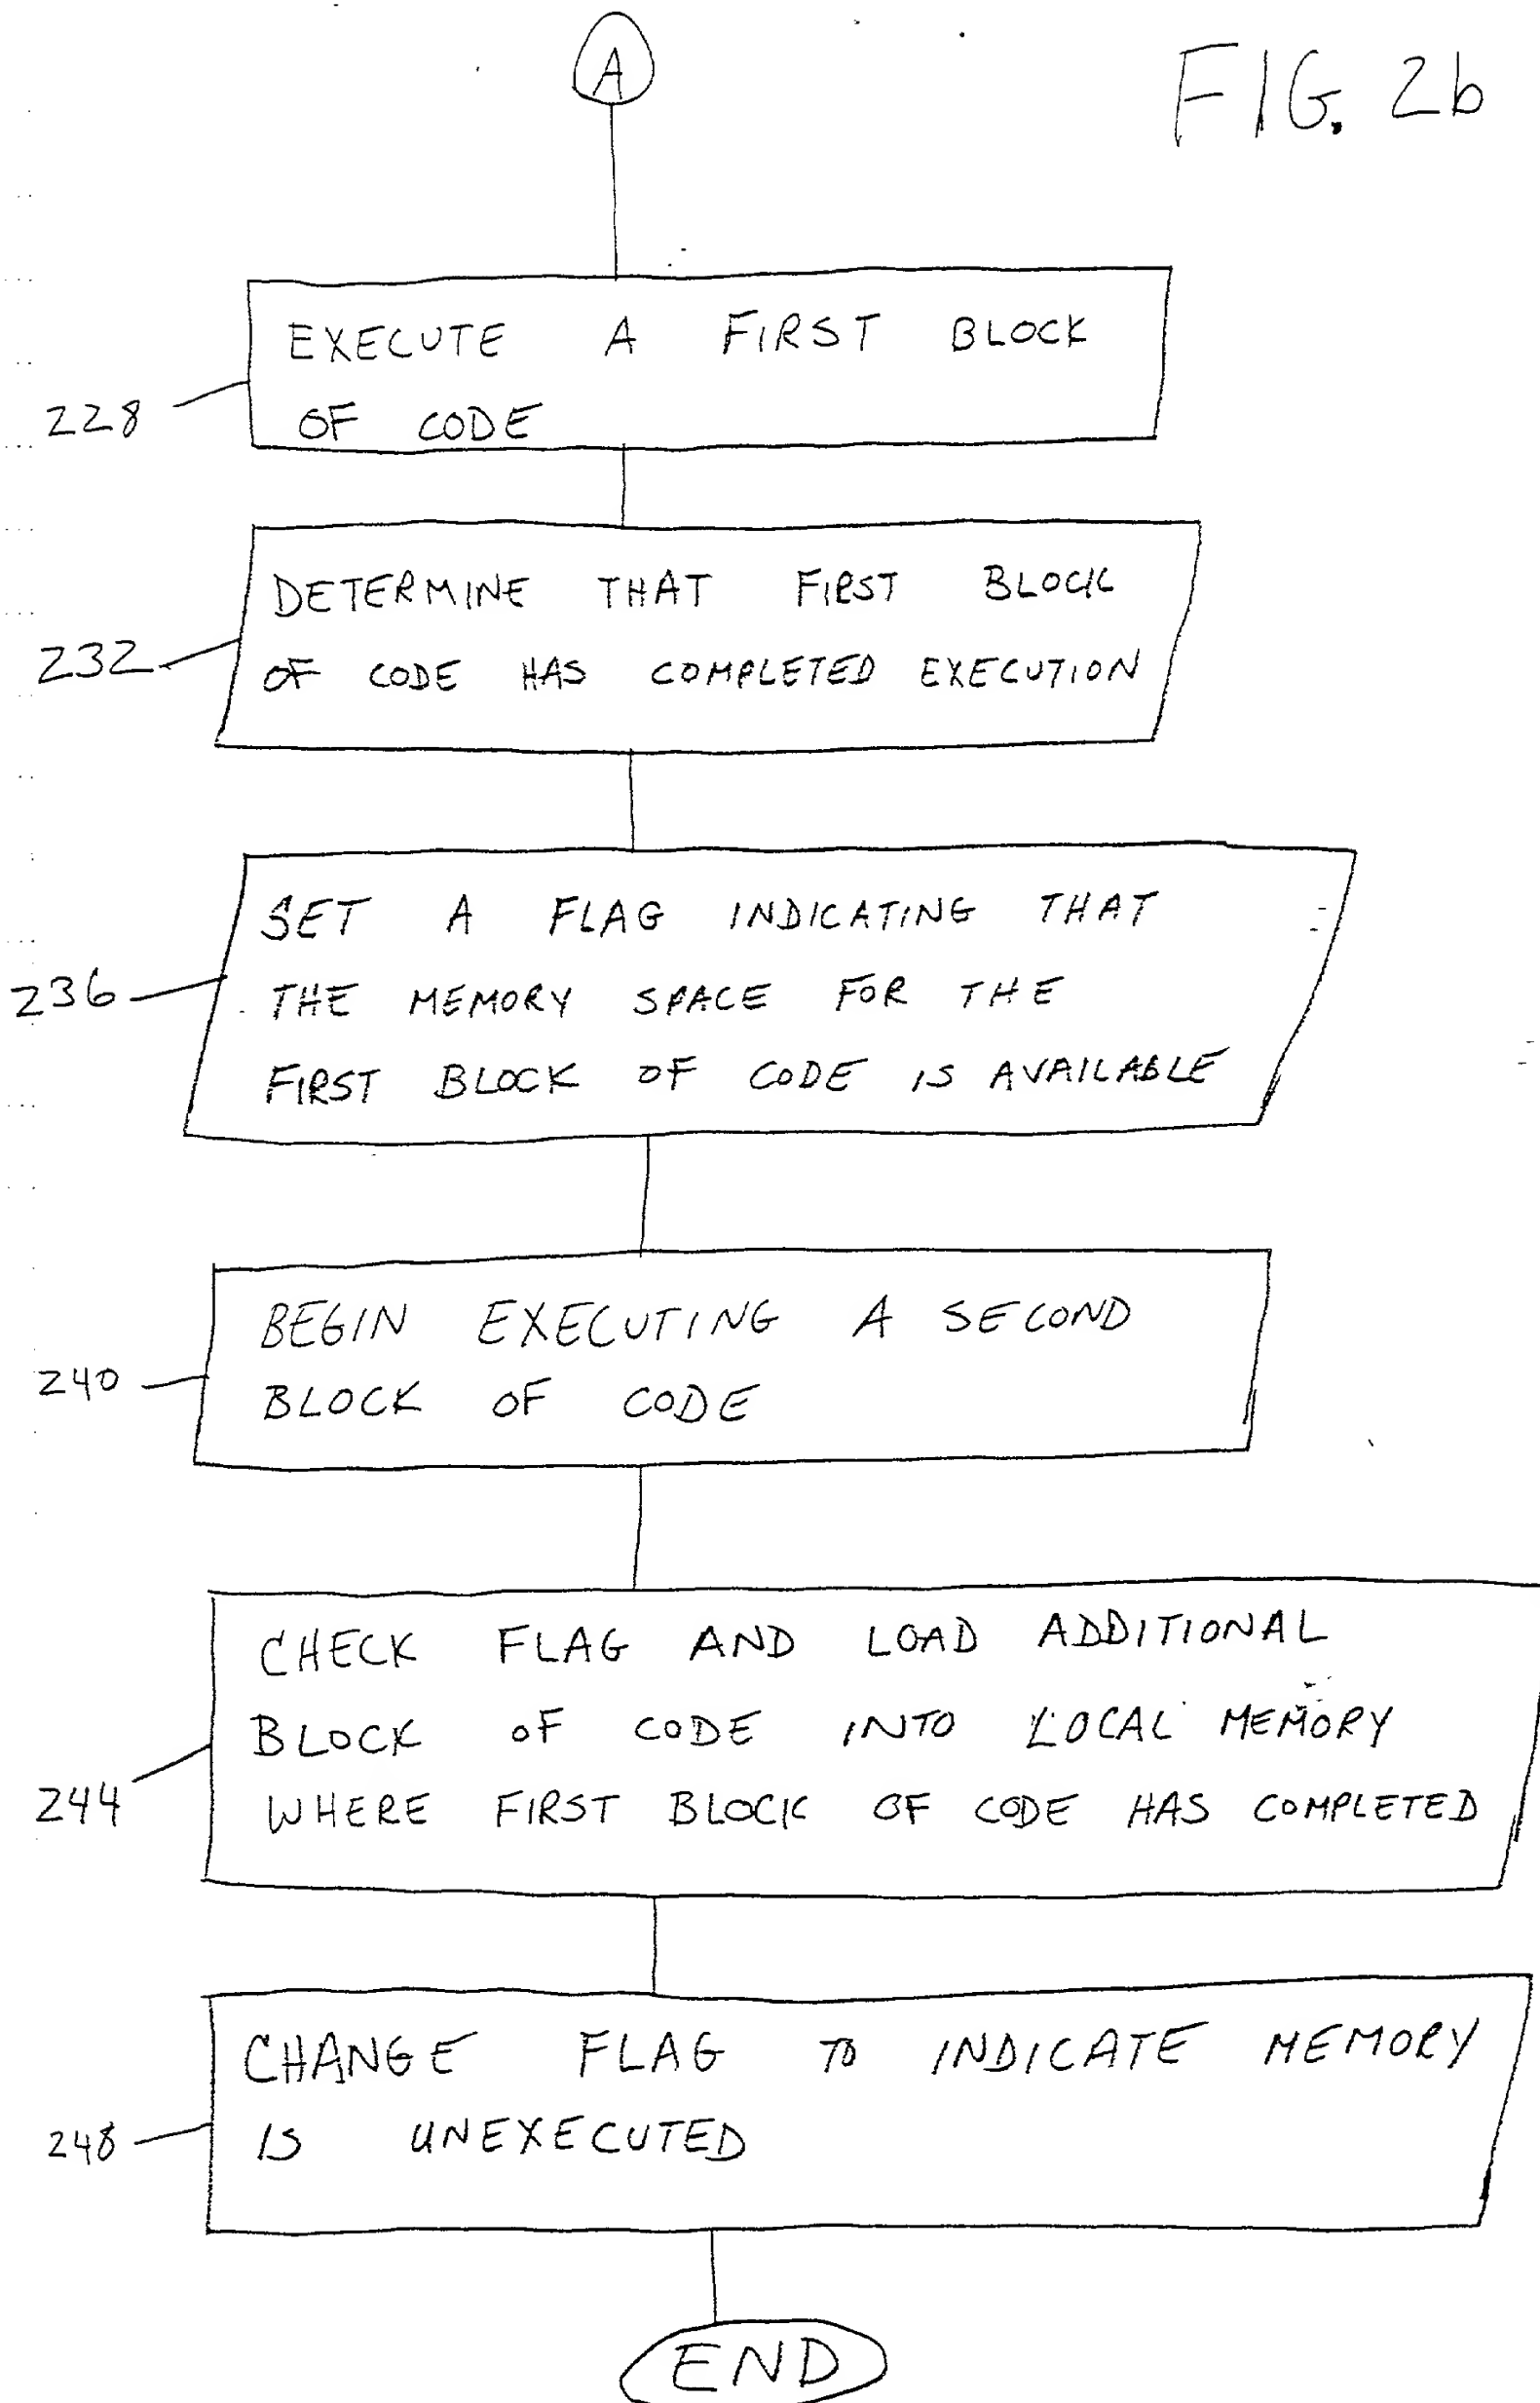 A
FIG. 2b
EXECUTE A FIRST BLOCK
OF CODE
228
DETERMINE THAT FIRST BLOCK
OF CODE HAS COMPLETED EXECUTION
232
SET A FLAG INDICATING THAT
THE MEMORY SPACE FOR THE
FIRST BLOCK OF CODE IS AVAILABLE
236
BEGIN EXECUTING A SECOND
BLOCK OF CODE
240
CHECK FLAG AND LOAD ADDITIONAL
BLOCK OF CODE INTO LOCAL MEMORY
WHERE FIRST BLOCK OF CODE HAS COMPLETED
244
CHANGE FLAG TO INDICATE MEMORY
IS UNEXECUTED
248
END